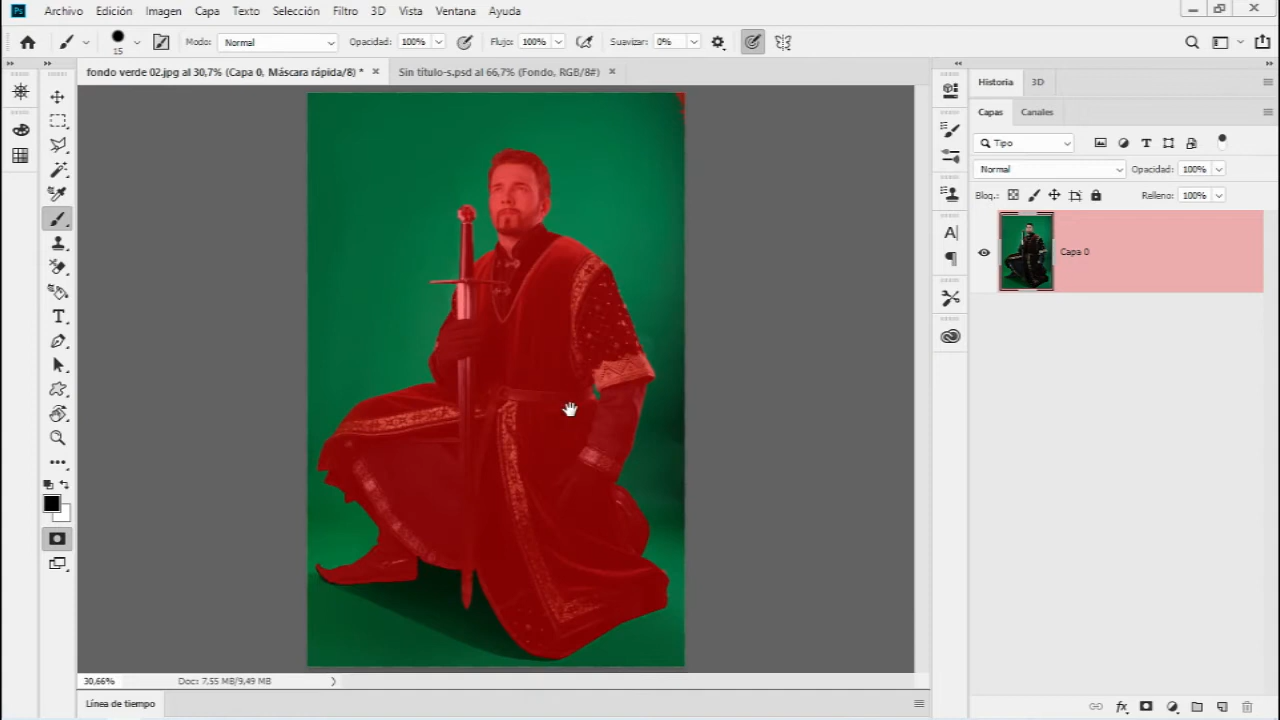 Ps Archivo Edición Imagen Capa Texto Selección Filtro 3D Vista Ventana Ayuda
15 Modo: Normal Opacidad: 100% Flujo: 100% Suavizar: 0%
fondo verde 02.jpg al 30,7% (Capa 0, Máscara rápida/8) * × Sin título-s.psd al 66,7% (Fondo, RGB/8#) ×
Historia 3D
Capas Canales
Tipo
Normal Opacidad: 100%
Bloq.: Relleno: 100%
Capa 0
30,66% Doc: 7,55 MB/9,49 MB
Línea de tiempo